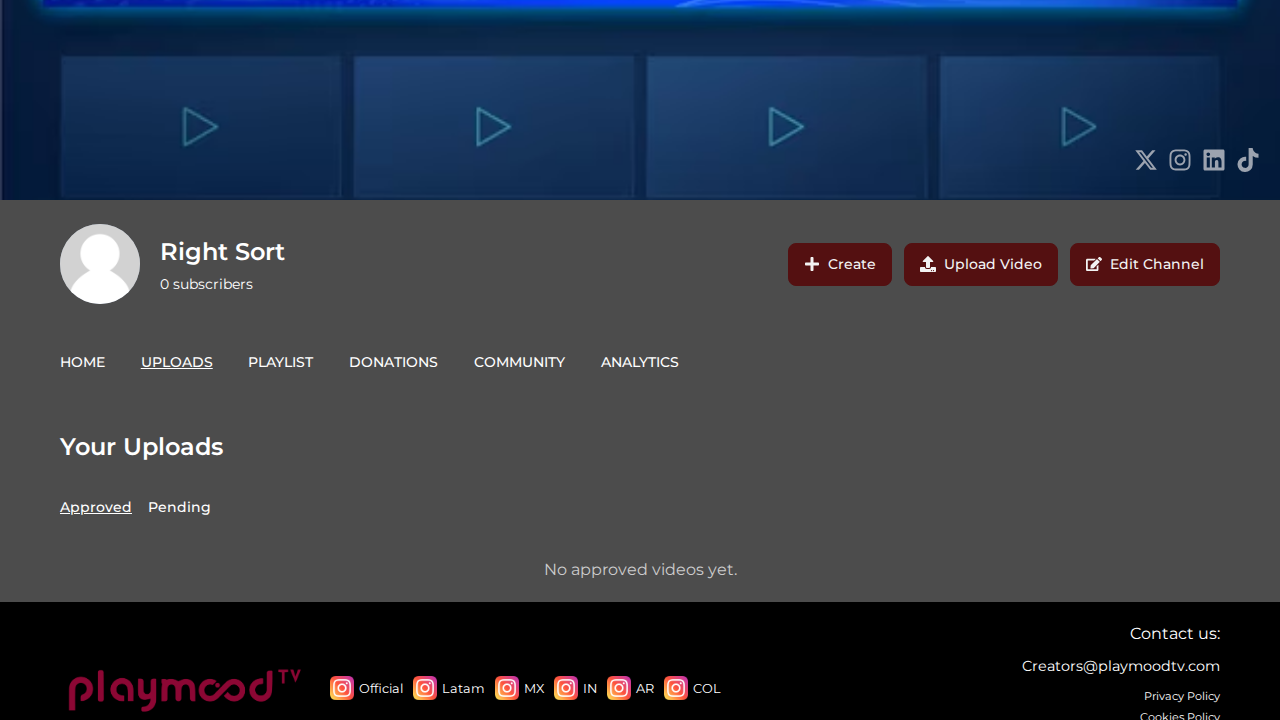 Right Sort
0 subscribers
Create
Upload Video
Edit Channel
HOME UPLOADS PLAYLIST DONATIONS COMMUNITY ANALYTICS
Your Uploads
Approved Pending
No approved videos yet.
Contact us:
Creators@playmoodtv.com
playmood TV
Official Latam MX IN AR COL
Privacy Policy
Cookies Policy